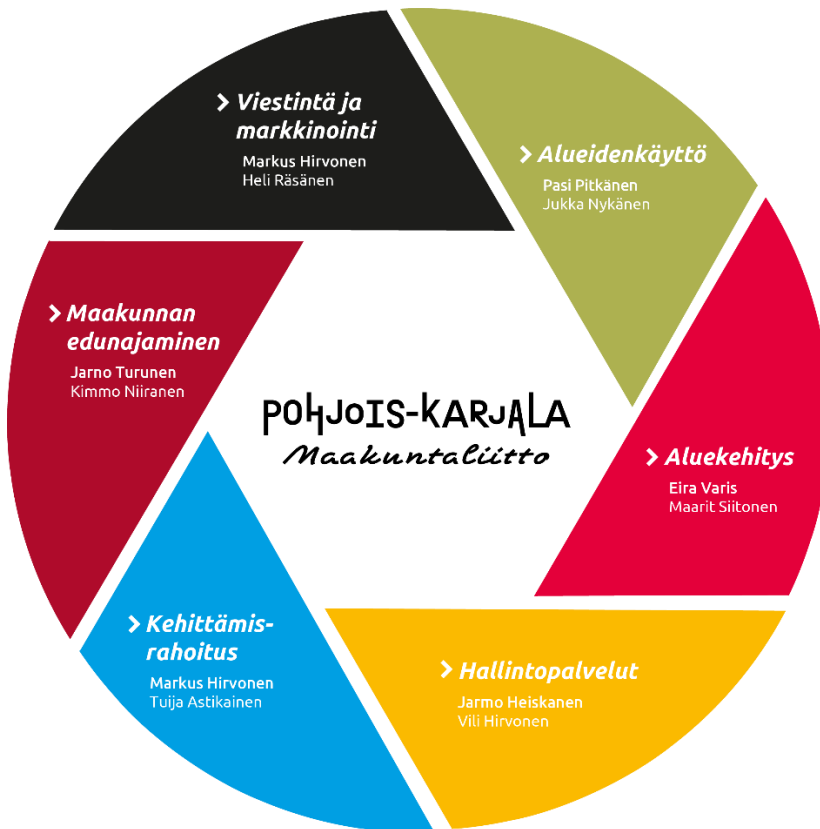 Viestintä ja
markkinointi
Markus Hirvonen
Heli Räsänen
Alueidenkäyttö
Pasi Pitkänen
Jukka Nykänen
Maakunnan
edunajaminen
Jarno Turunen
Kimmo Niiranen
POHJOIS-KARJALA
Maakuntaliitto
Aluekehitys
Eira Varis
Maarit Siitonen
Kehittämis-
rahoitus
Markus Hirvonen
Tuija Astikainen
Hallintopalvelut
Jarmo Heiskanen
Vili Hirvonen